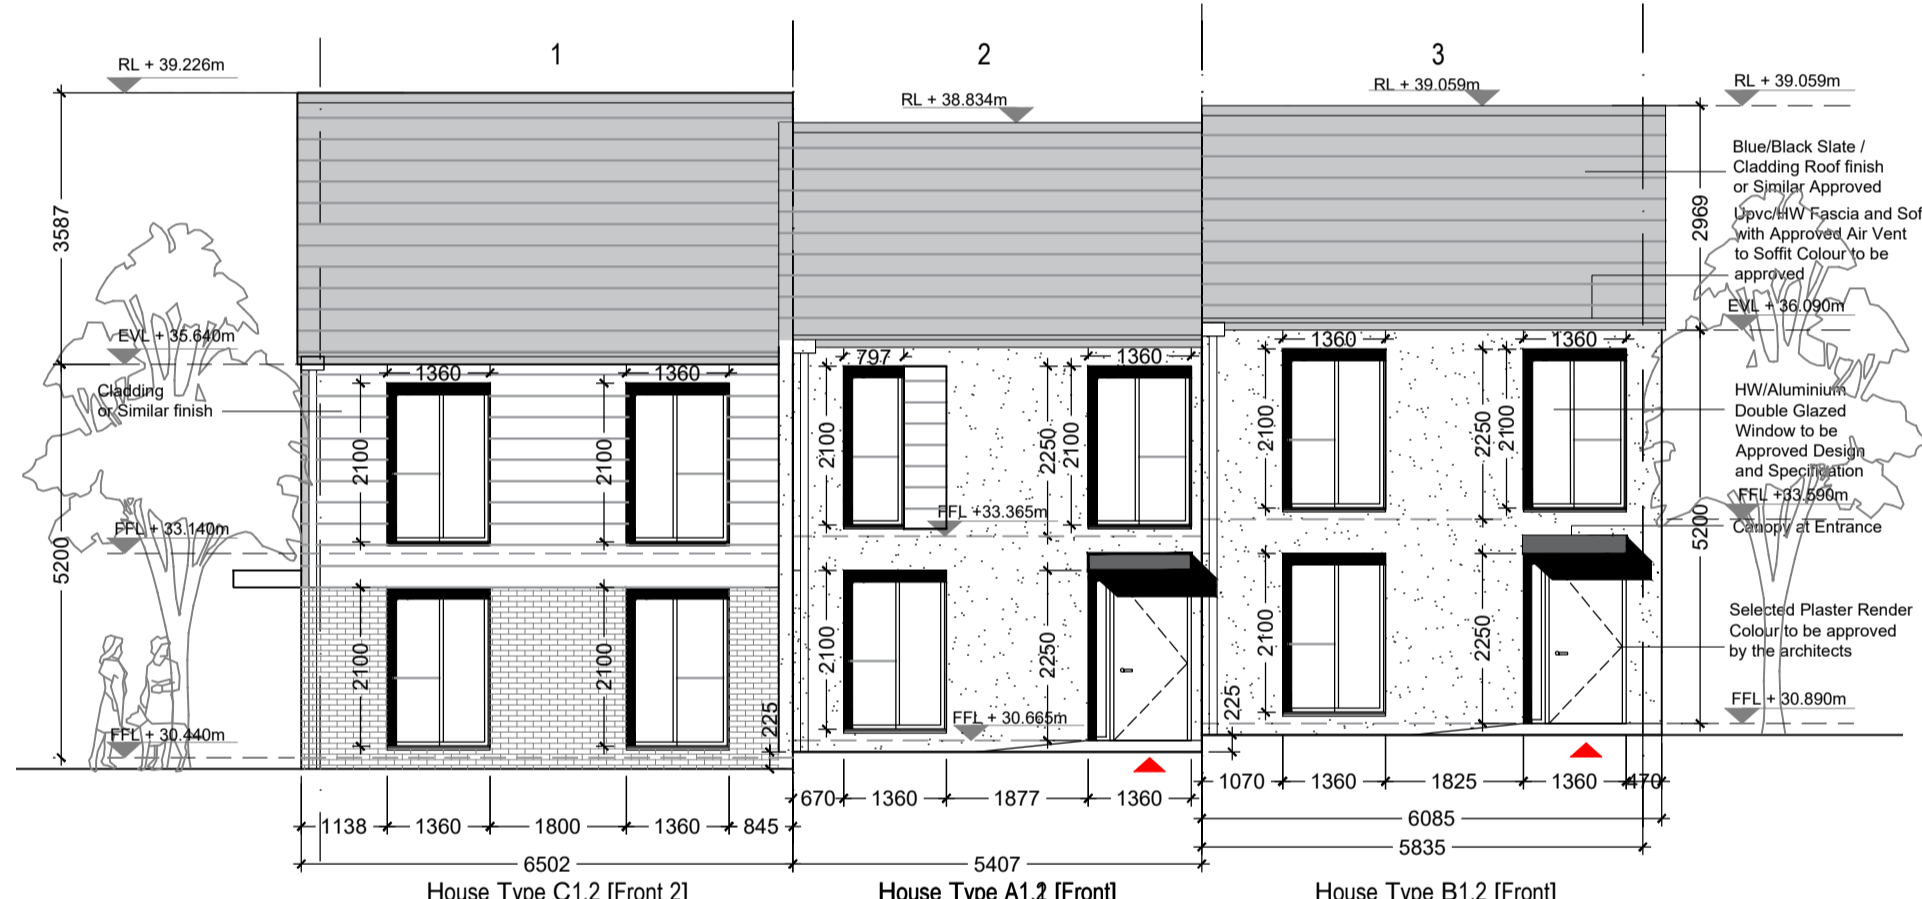 1
2
3
RL + 39.226m
RL + 38.834m
RL + 39.059m
RL + 39.059m
Blue/Black Slate /
Cladding Roof finish
or Similar Approved
Upvc/HW Fascia and Sof
with Approved Air Vent
to Soffit Colour to be
approved
3587
2969
EVL + 35.640m
EVL + 36.090m
Cladding
or Similar finish
1360
1360
797
1360
1360
1360
HW/Aluminium
Double Glazed
Window to be
Approved Design
and Specification
2100
2100
2100
2250
2100
2100
2250
2100
FFL + 33.140m
FFL +33.365m
FFL +33.590m
Canopy at Entrance
5200
5200
2100
2100
2100
2250
2100
2250
Selected Plaster Render
Colour to be approved
by the architects
225
225
FFL + 30.440m
FFL + 30.665m
FFL + 30.890m
1138
1360
1800
1360
845
670
1360
1877
1360
1070
1360
1825
1360
470
6502
5407
6085
5835
House Type C1.2 [Front 2]
House Type A1.2 [Front]
House Type B1.2 [Front]